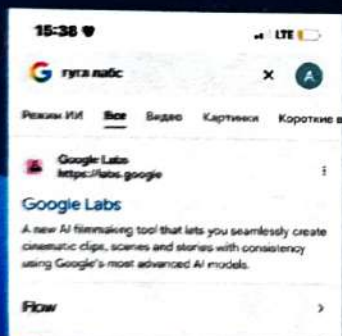 15:38
LTE
гугл лабс
A
Режим ИИ Все Видео Картинки Короткие в
Google Labs
https://labs.google
Google Labs
A new AI filmmaking tool that lets you seamlessly create
cinematic clips, scenes and stories with consistency
using Google's most advanced AI models.
Flow